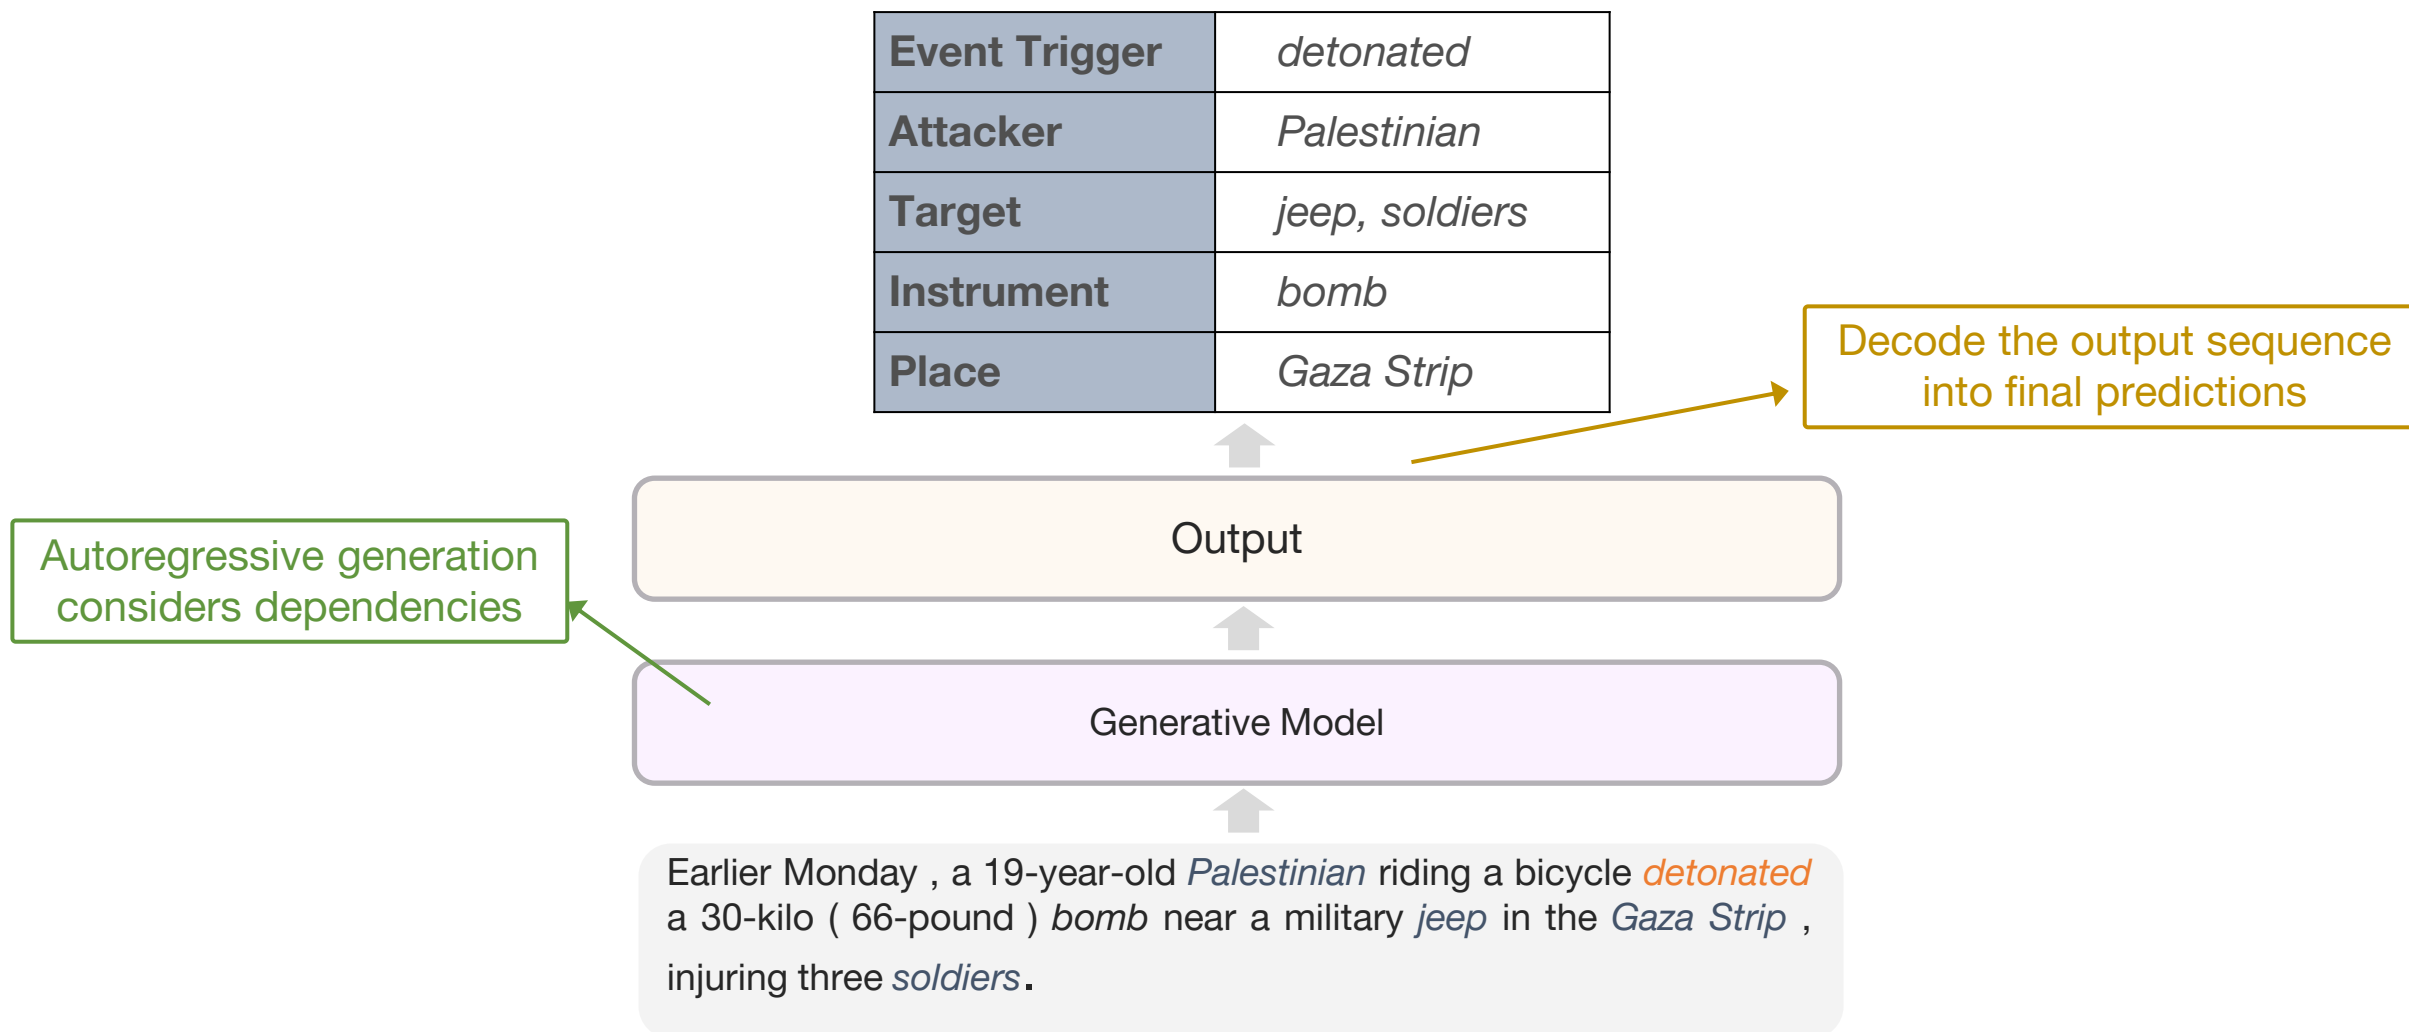 Event Trigger detonated
Attacker Palestinian
Target jeep, soldiers
Instrument bomb
Place Gaza Strip
Decode the output sequence
into final predictions
Output
Autoregressive generation
considers dependencies
Generative Model
Earlier Monday , a 19-year-old Palestinian riding a bicycle detonated
a 30-kilo ( 66-pound ) bomb near a military jeep in the Gaza Strip ,
injuring three soldiers.